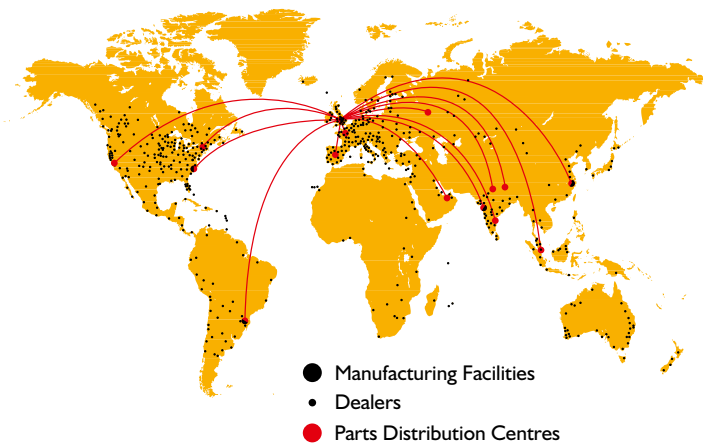 Manufacturing Facilities
Dealers
Parts Distribution Centres